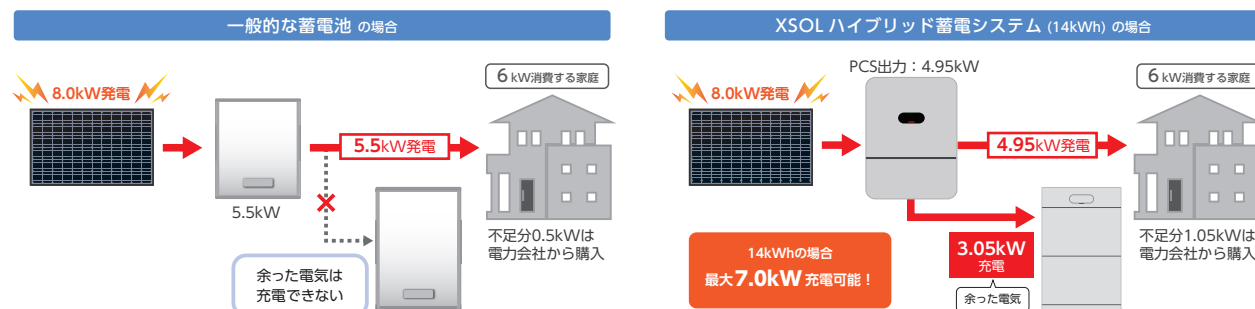 一般的な蓄電池 の場合
8.0kW発電
5.5kW
5.5kW発電
6 kW消費する家庭
不足分0.5kWは
電力会社から購入
余った電気は
充電できない
XSOL ハイブリッド蓄電システム (14kWh) の場合
8.0kW発電
PCS出力：4.95kW
4.95kW発電
6 kW消費する家庭
不足分1.05kWは
電力会社から購入
14kWhの場合
最大7.0kW 充電可能！
3.05kW
充電
余った電気